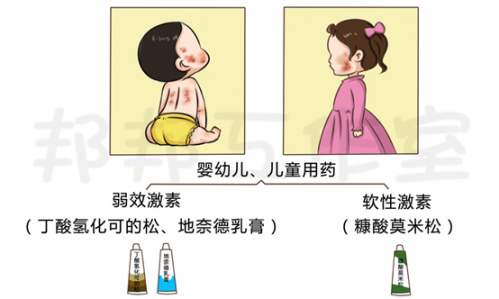 邦邦工作室
婴幼儿、儿童用药
弱效激素
(丁酸氢化可的松、地奈德乳膏)
软性激素
(糠酸莫米松)
丁酸氢化可
地奈德乳膏
糠酸莫米松